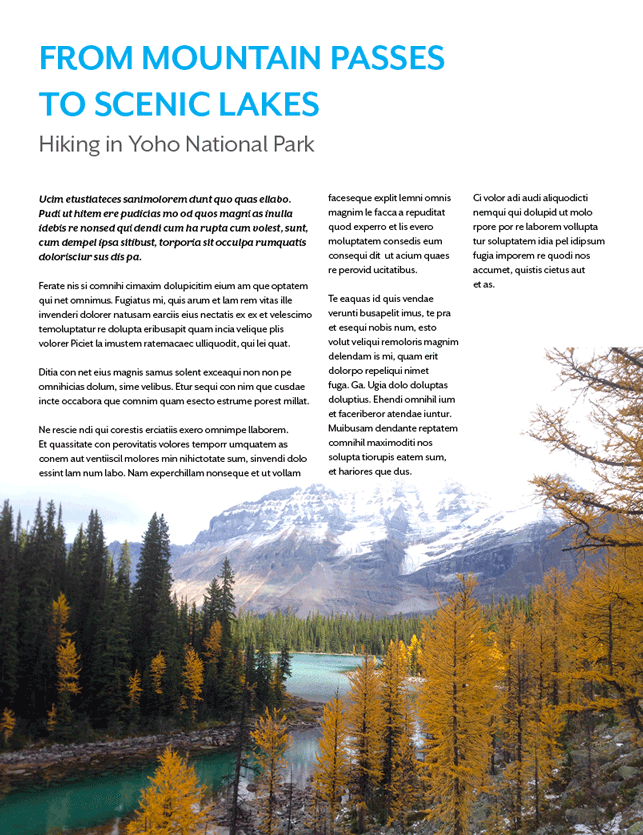 FROM MOUNTAIN PASSES
TO SCENIC LAKES
Hiking in Yoho National Park
Ucim etustiateces sanimolorem dunt quo quas ellabo.
Pudi ut hitem ere pudicias mo od quos magni as inulla
idebis re nonsed qui dendi cum ha rupta cum volest, sunt,
cum dempel ipsa sitibust, torporia sit occulpa rumquatis
dolorisciur sus dis pa.
Ferate nis si comnihi cimaxim dolupicitim eium am que optatem
qui net omnimus. Fugiatus mi, quis arum et lam rem vitas ille
invenderi dolorer natusam earciis eius nectatis ex ex et velescimo
temoluptatur re dolupta eribusapit quam incia velique plis
volorer Piciet la imustem ratemacaec ulliquodit, qui lei quat.
Ditia con net eius magnis samus solent exceaqui non non pe
omnihicias dolum, sime velibus. Etur sequi con nim que cusdae
incte occabora que comnim quam esecto estrume porest millat.
Ne rescie ndi qui corestis erciatiis exero omnimpe llaborem.
Et quassitate con perovitatis volores temporr umquatem as
conem aut ventiiscil molores min nihictotate sum, sinvendi dolo
essint lam num labo. Nam experchillam nonseque et ut vollam
faceseque explit lemni omnis
magnim le facca a repuditat
quod experro et lis evero
moluptatem consedis eum
consequi dit ut acium quaes
re perovid ucitatibus.
Te eaquas id quis vendae
verunti busapelit imus, te pra
et esequi nobis num, esto
volut veliqui remoloris magnim
delendam is mi, quam erit
dolorpo repeliqui nimet
fuga. Ga. Ugia dolo doluptas
doluptius. Ehendi omnihil ium
et faceriberor atendae iuntur.
Muibusam dendante reptatem
comnihil maximoditi nos
solupta tiorupis eatem sum,
et hariores que dus.
Ci volor adi audi aliquodicti
nemqui qui dolupid ut molo
rpore por re laborem vollupta
tur soluptatem idia pel idipsum
fugia imporem re quodi nos
accumet, quistis cietus aut
et as.